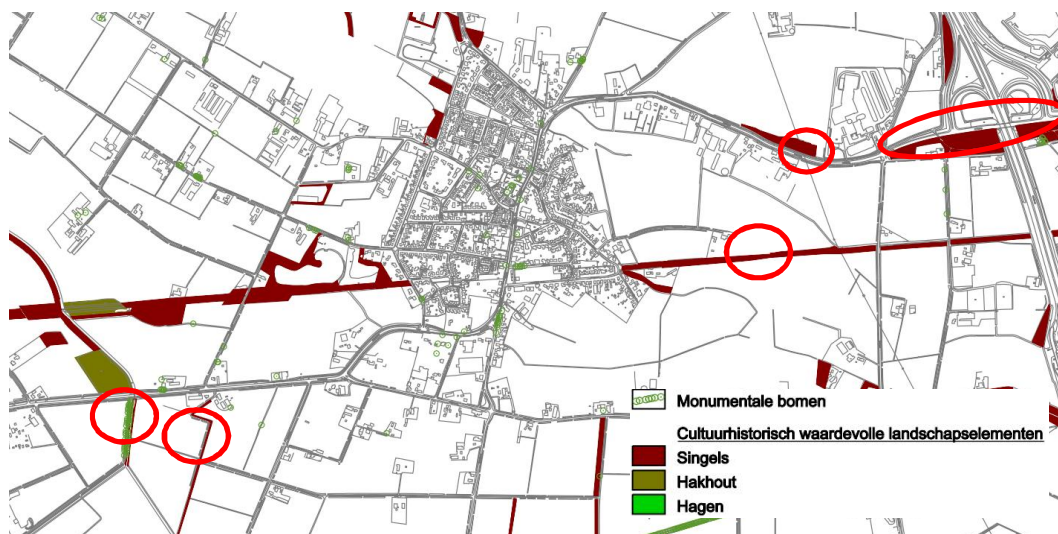 Monumentale bomen
Cultuurhistorisch waardevolle landschapselementen
Singels
Hakhout
Hagen